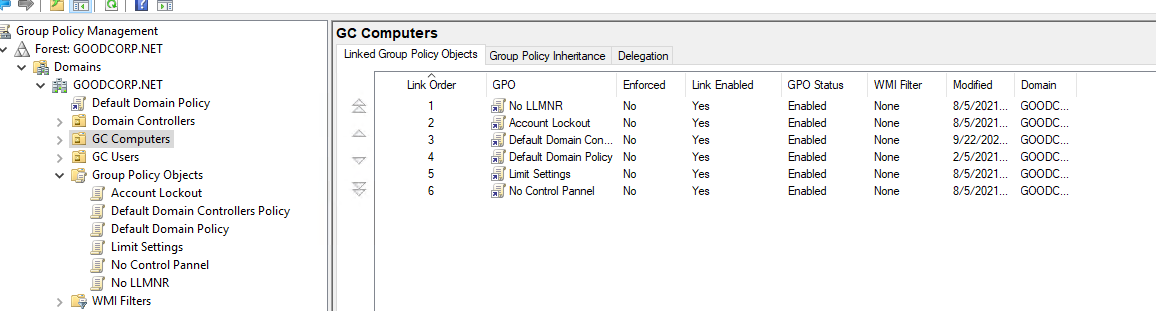 Group Policy Management
Forest: GOODCORP.NET
Domains
GOODCORP.NET
Default Domain Policy
Domain Controllers
GC Computers
GC Users
Group Policy Objects
Account Lockout
Default Domain Controllers Policy
Default Domain Policy
Limit Settings
No Control Pannel
No LLMNR
WMI Filters
GC Computers
Linked Group Policy Objects Group Policy Inheritance Delegation
Link Order GPO Enforced Link Enabled GPO Status WMI Filter Modified Domain
1 No LLMNR No Yes Enabled None 8/5/2021... GOODC...
2 Account Lockout No Yes Enabled None 8/5/2021... GOODC...
3 Default Domain Con... No Yes Enabled None 9/22/202... GOODC...
4 Default Domain Policy No Yes Enabled None 2/5/2021... GOODC...
5 Limit Settings No Yes Enabled None 8/5/2021... GOODC...
6 No Control Pannel No Yes Enabled None 8/5/2021... GOODC...